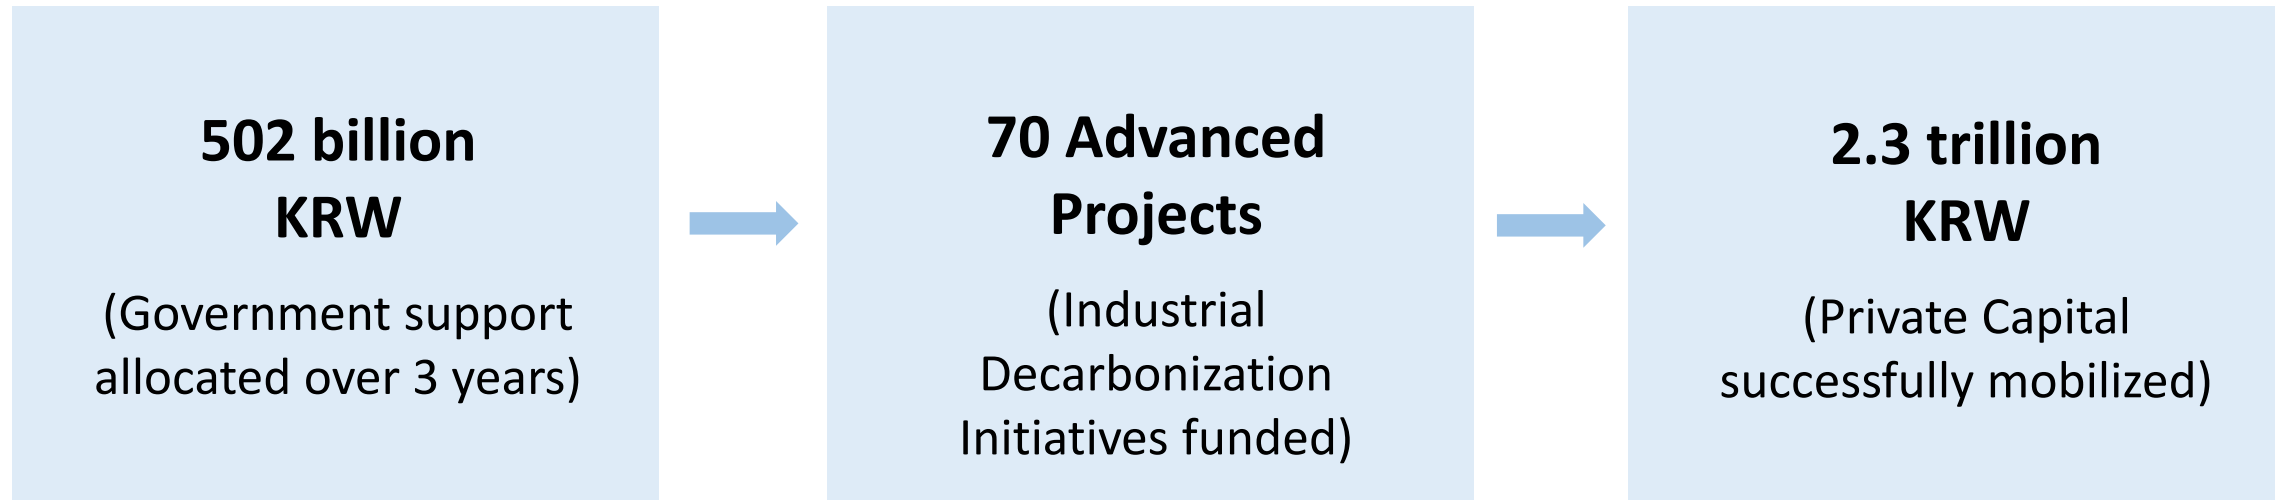 502 billion
KRW
(Government support
allocated over 3 years)
70 Advanced
Projects
(Industrial
Decarbonization
Initiatives funded)
2.3 trillion
KRW
(Private Capital
successfully mobilized)